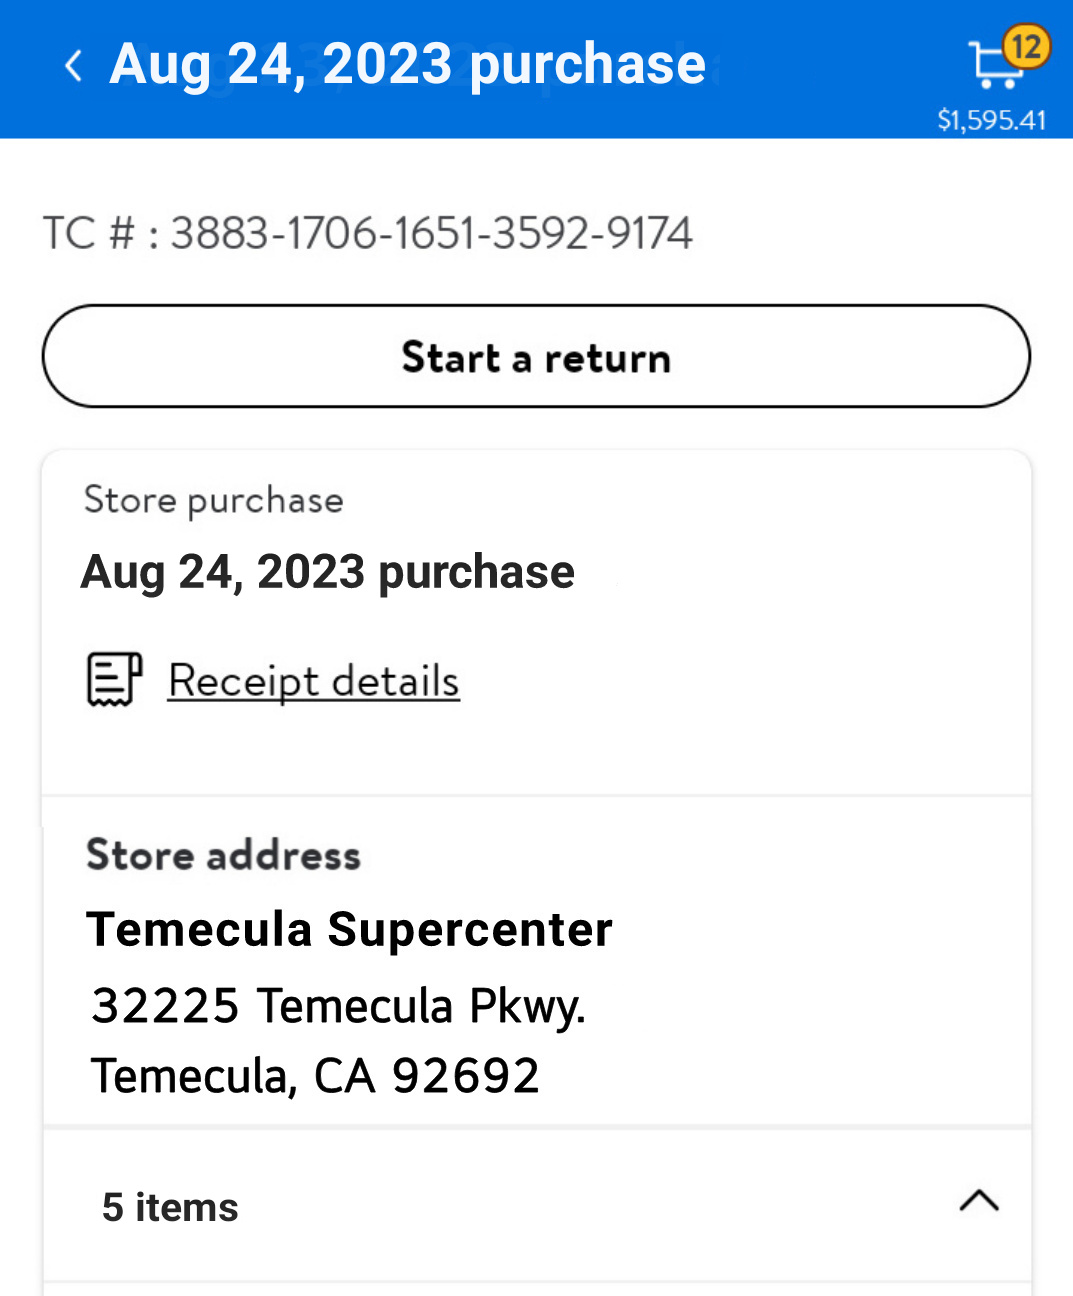 Aug 24, 2023 purchase
12
$1,595.41
TC # : 3883-1706-1651-3592-9174
Start a return
Store purchase
Aug 24, 2023 purchase
Receipt details
Store address
Temecula Supercenter
32225 Temecula Pkwy.
Temecula, CA 92692
5 items